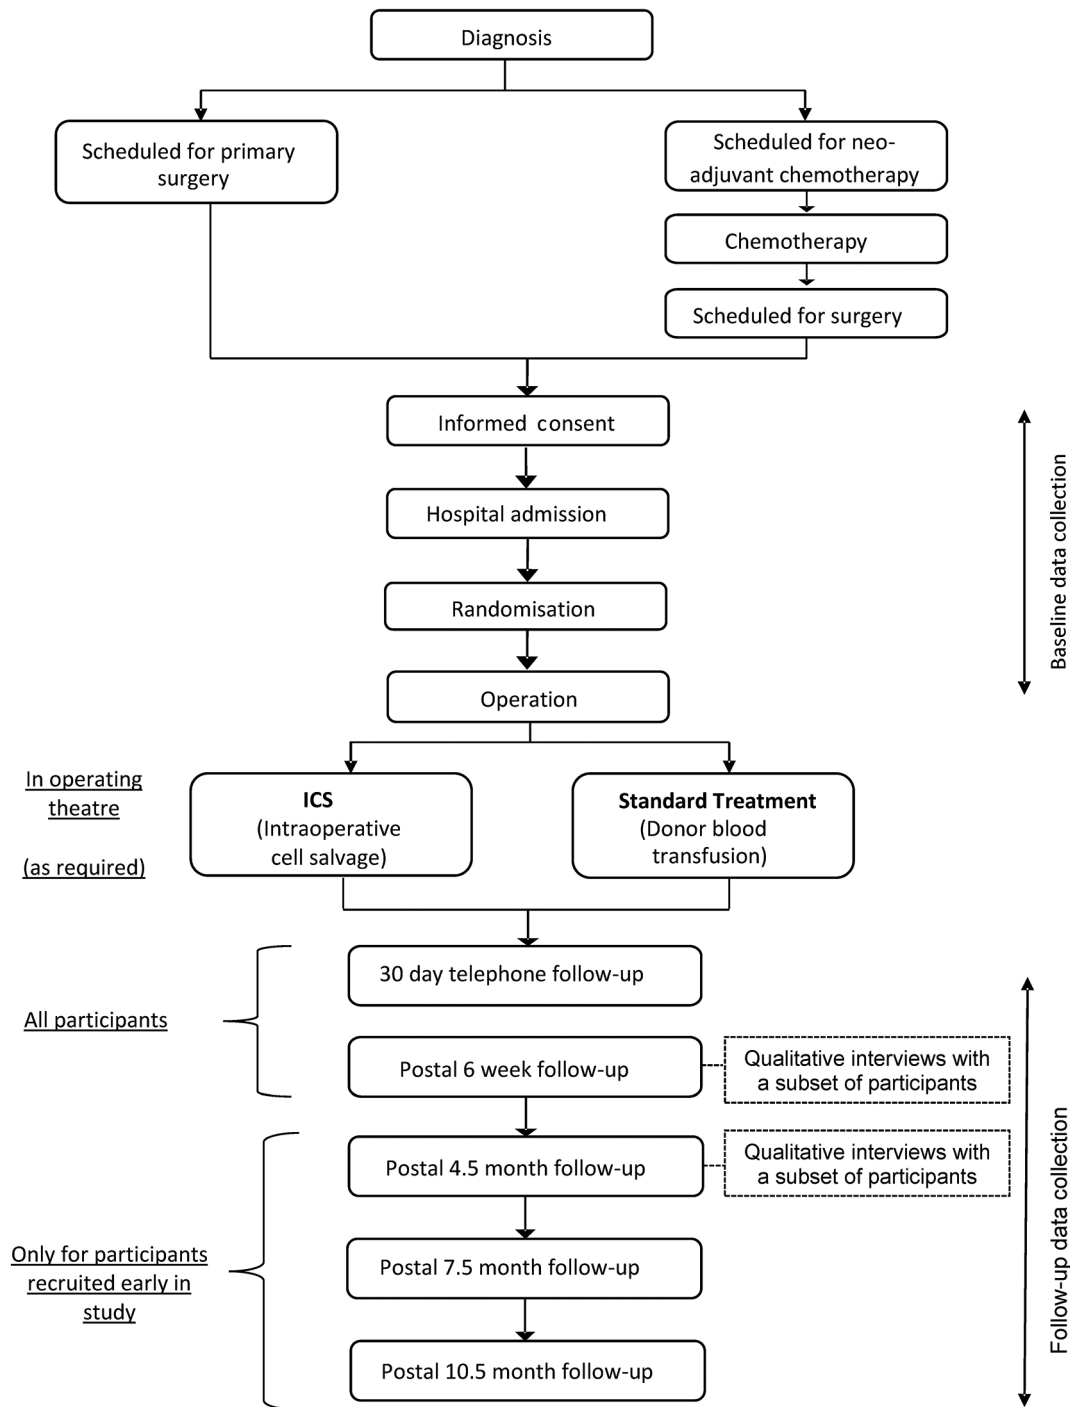 Diagnosis
Scheduled for primary
surgery
Scheduled for neo-
adjuvant chemotherapy
Chemotherapy
Scheduled for surgery
Informed consent
Hospital admission
Randomisation
Operation
Baseline data collection
In operating
theatre
(as required)
ICS
(Intraoperative
cell salvage)
Standard Treatment
(Donor blood
transfusion)
30 day telephone follow-up
All participants
Postal 6 week follow-up
Qualitative interviews with
a subset of participants
Postal 4.5 month follow-up
Qualitative interviews with
a subset of participants
Only for participants
recruited early in
study
Postal 7.5 month follow-up
Postal 10.5 month follow-up
Follow-up data collection